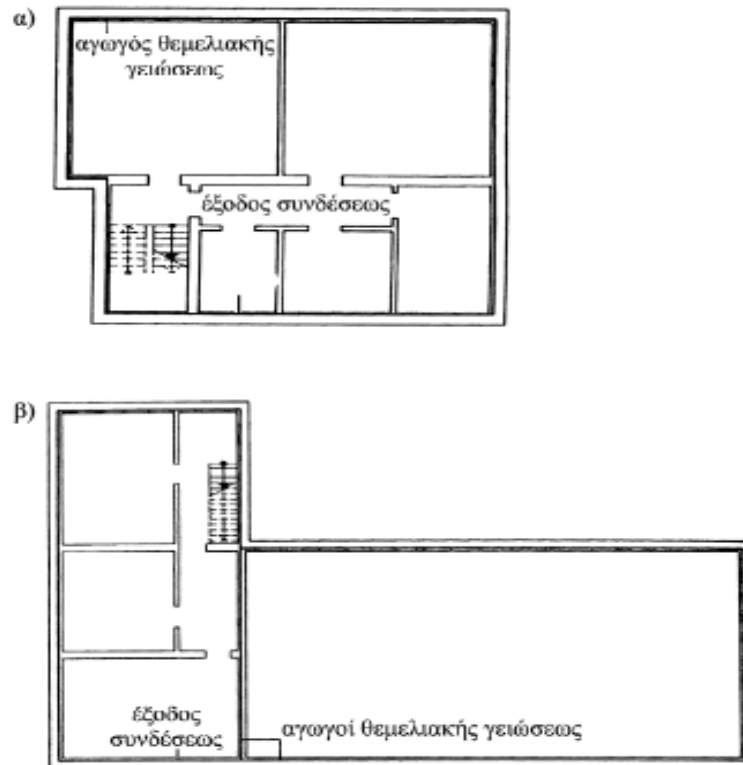 α)
αγωγός θεμελιακής
γειώσεως
έξοδος συνδέσεως
β)
έξοδος
συνδέσεως
αγωγοί θεμελιακής γειώσεως